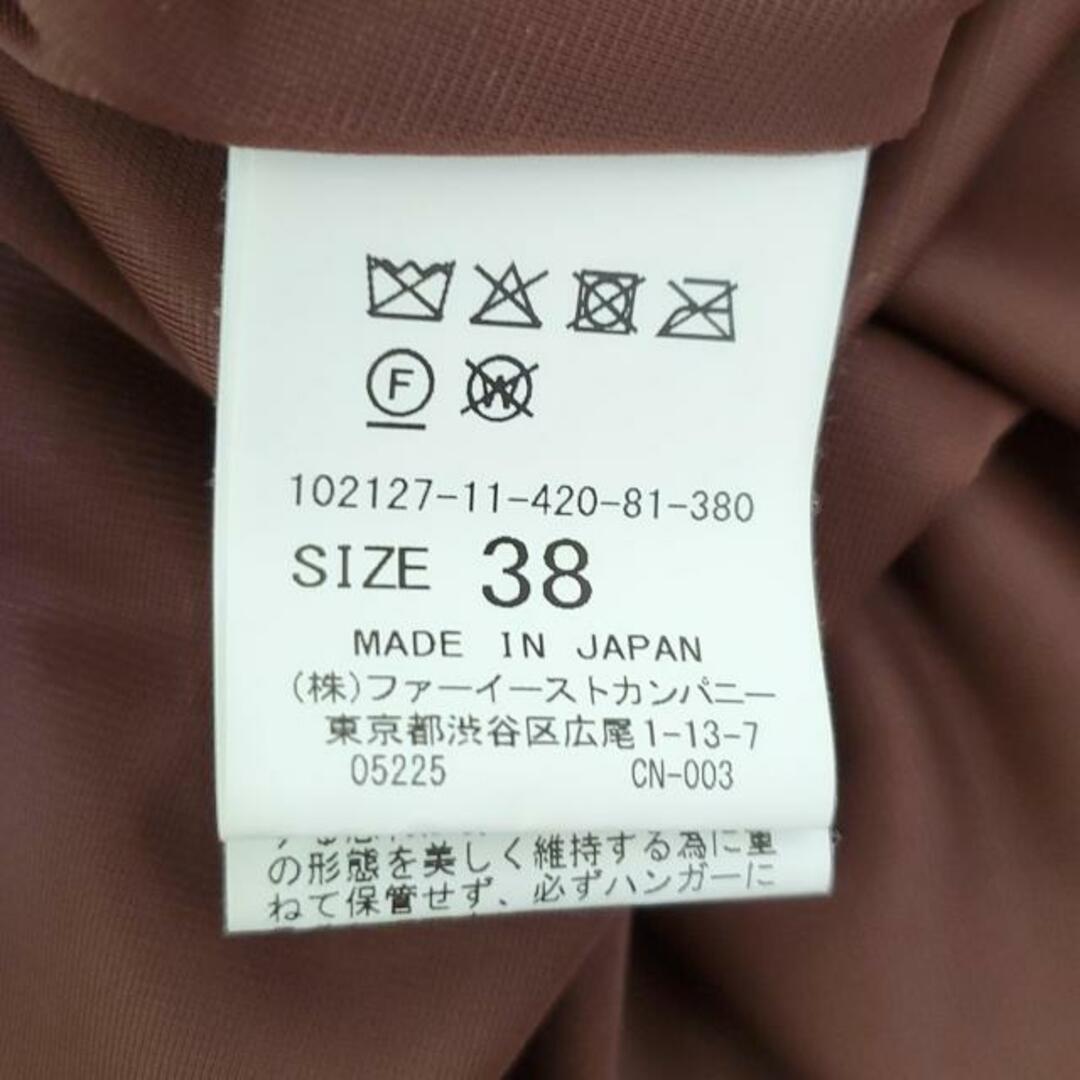 F W
102127-11-420-81-380
SIZE 38
MADE IN JAPAN
(株)ファーイーストカンパニー
東京都渋谷区広尾1-13-7
05225 CN-003
の形態を美しく維持する為に重
ねて保管せず、必ずハンガーに